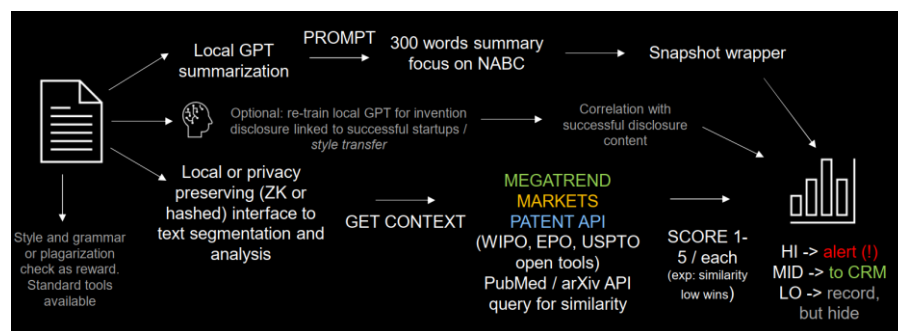 Local GPT
summarization
PROMPT
300 words summary
focus on NABC
Snapshot wrapper
Optional: re-train local GPT for invention
disclosure linked to successful startups /
style transfer
Correlation with
successful disclosure
content
Local or privacy
preserving (ZK or
hashed) interface to
text segmentation and
analysis
GET CONTEXT
MEGATREND
MARKETS
PATENT API
(WIPO, EPO, USPTO
open tools)
PubMed / arXiv API
query for similarity
SCORE 1-
5 / each
(exp: similarity
low wins)
HI -> alert (!)
MID -> to CRM
LO -> record,
but hide
Style and grammar
or plagarization
check as reward.
Standard tools
available